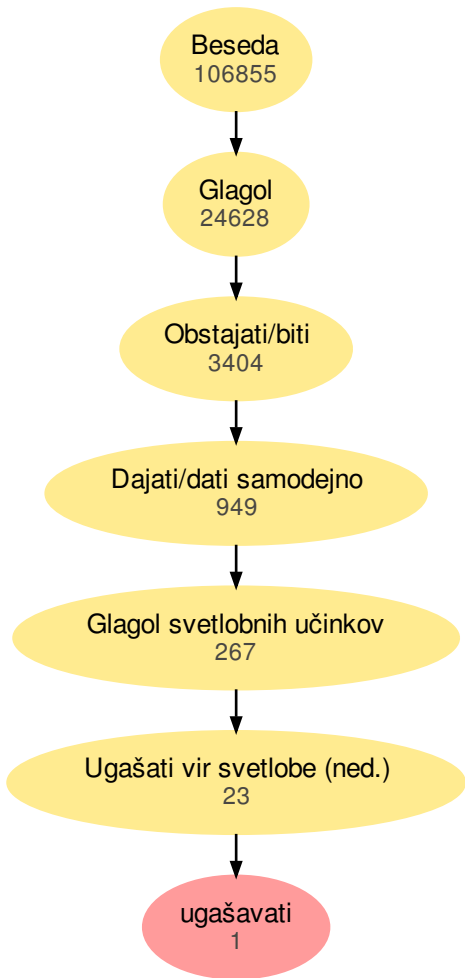 Beseda
106855
Glagol
24628
Obstajati/biti
3404
Dajati/dati samodejno
949
Glagol svetlobnih učinkov
267
Ugašati vir svetlobe (ned.)
23
ugašavati
1